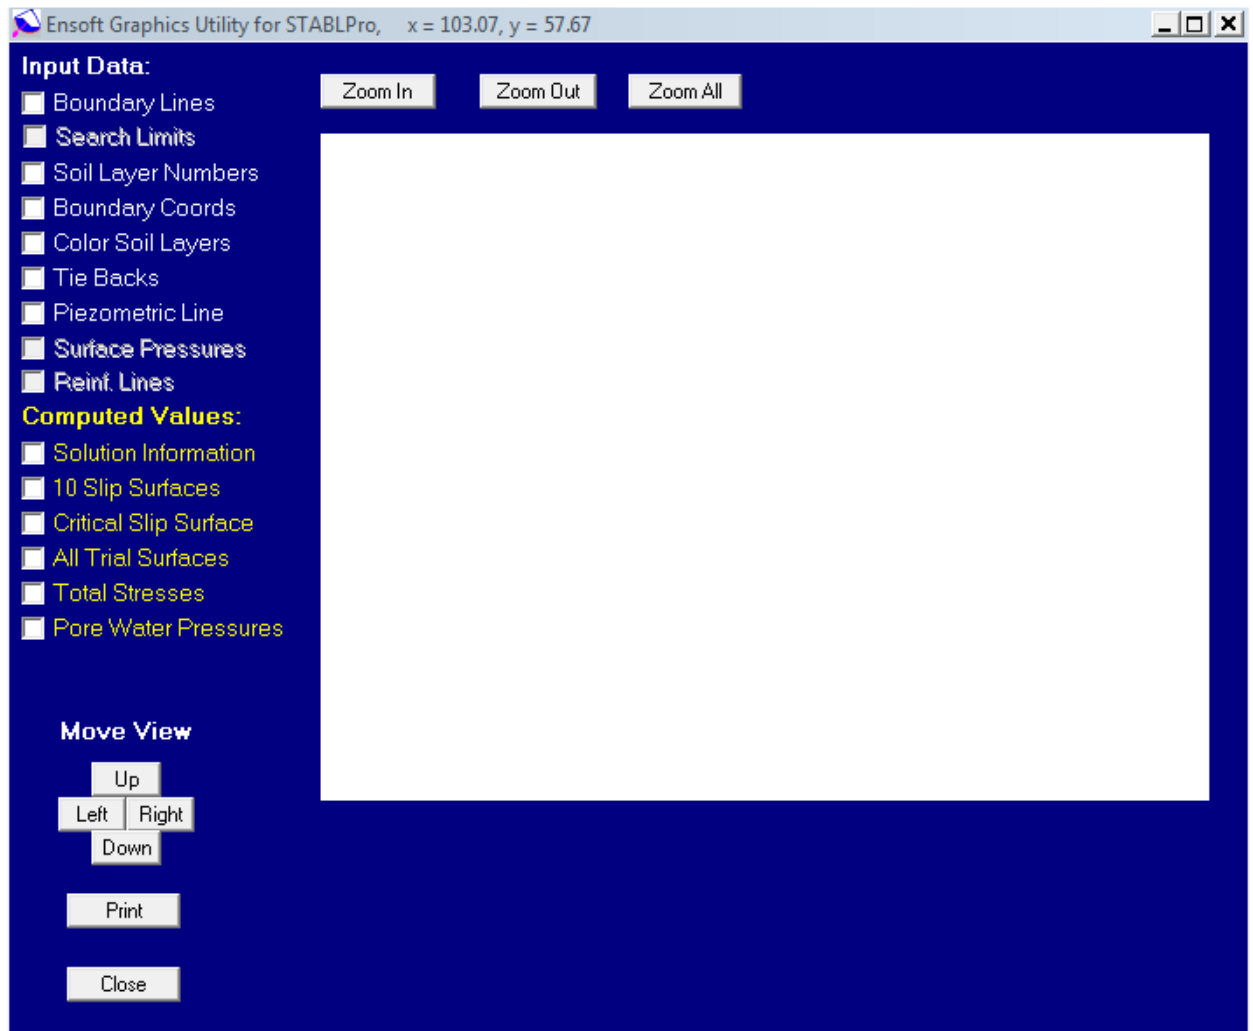 Ensoft Graphics Utility for STABLPro, x = 103.07, y = 57.67
Input Data:
Zoom In Zoom Out Zoom All
Boundary Lines
Search Limits
Soil Layer Numbers
Boundary Coords
Color Soil Layers
Tie Backs
Piezometric Line
Surface Pressures
Reinf. Lines
Computed Values:
Solution Information
10 Slip Surfaces
Critical Slip Surface
All Trial Surfaces
Total Stresses
Pore Water Pressures
Move View
Up
Left Right
Down
Print
Close